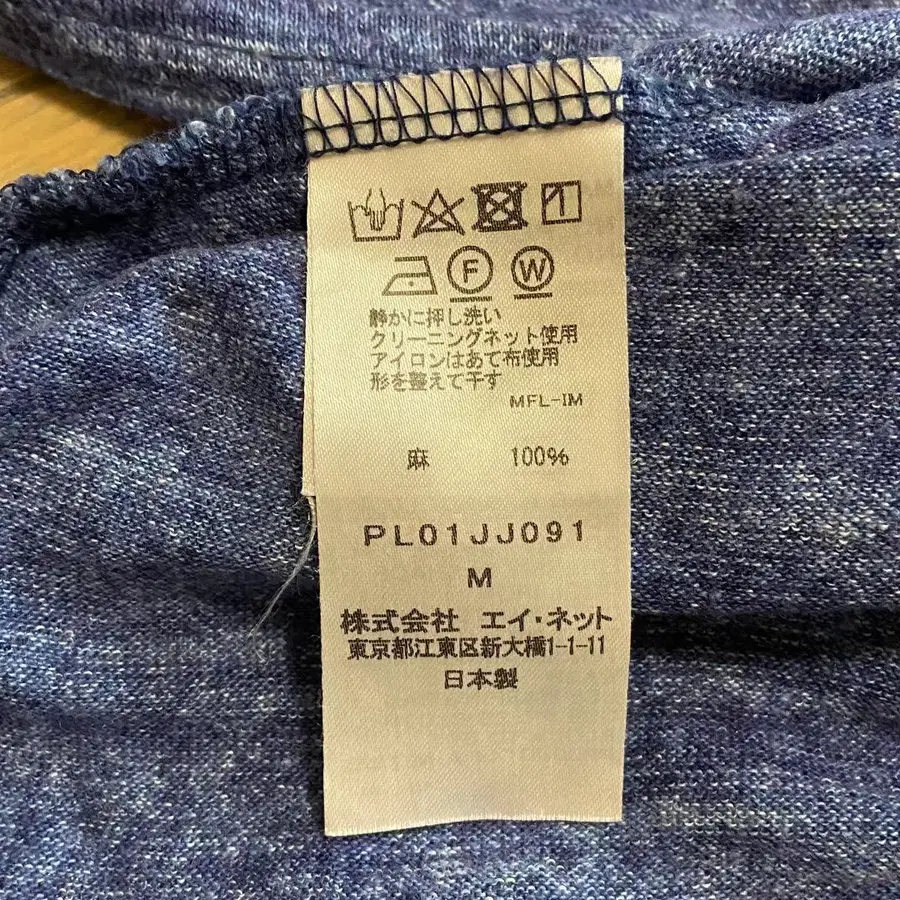 F W
静かに押し洗い
クリーニングネット使用
アイロンはあて布使用
形を整えて干す
MFL-IM
麻 100%
PL01JJ091
M
株式会社 エイ・ネット
東京都江東区新大橋1-1-11
日本製